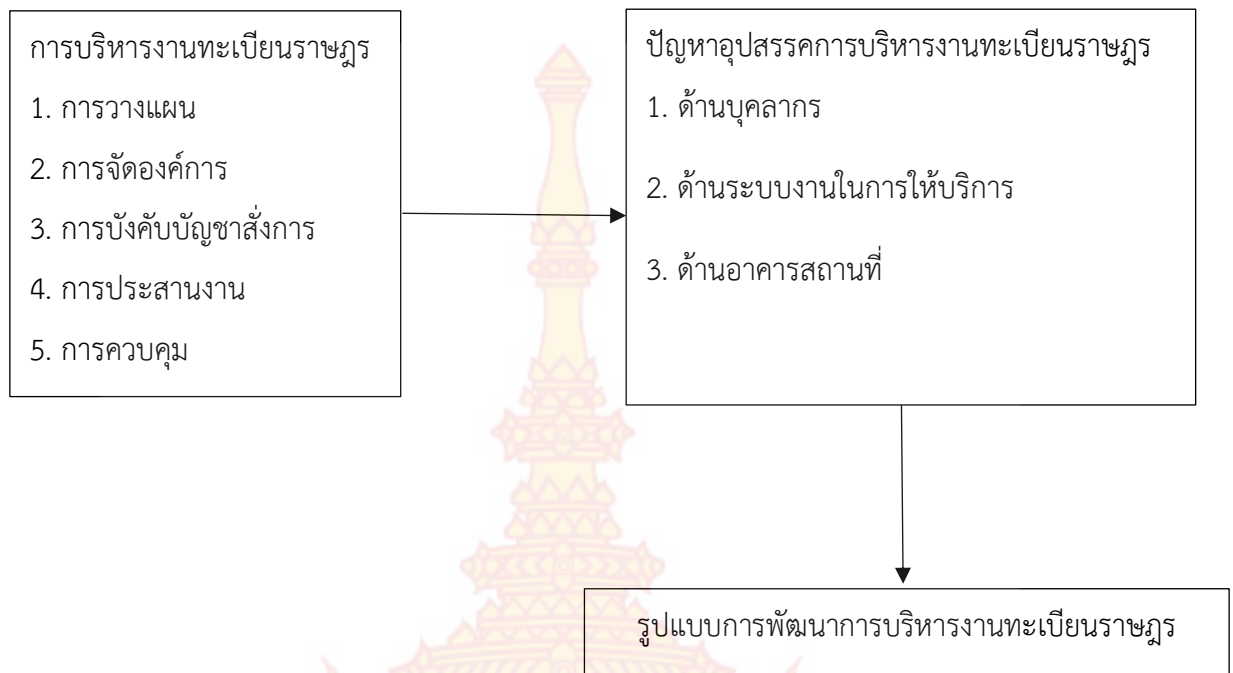 การบริหารงานทะเบียนราษฎร
1. การวางแผน
2. การจัดองค์การ
3. การบังคับบัญชาสั่งการ
4. การประสานงาน
5. การควบคุม
ปัญหาอุปสรรคการบริหารงานทะเบียนราษฎร
1. ด้านบุคลากร
2. ด้านระบบงานในการให้บริการ
3. ด้านอาคารสถานที่
รูปแบบการพัฒนาการบริหารงานทะเบียนราษฎร